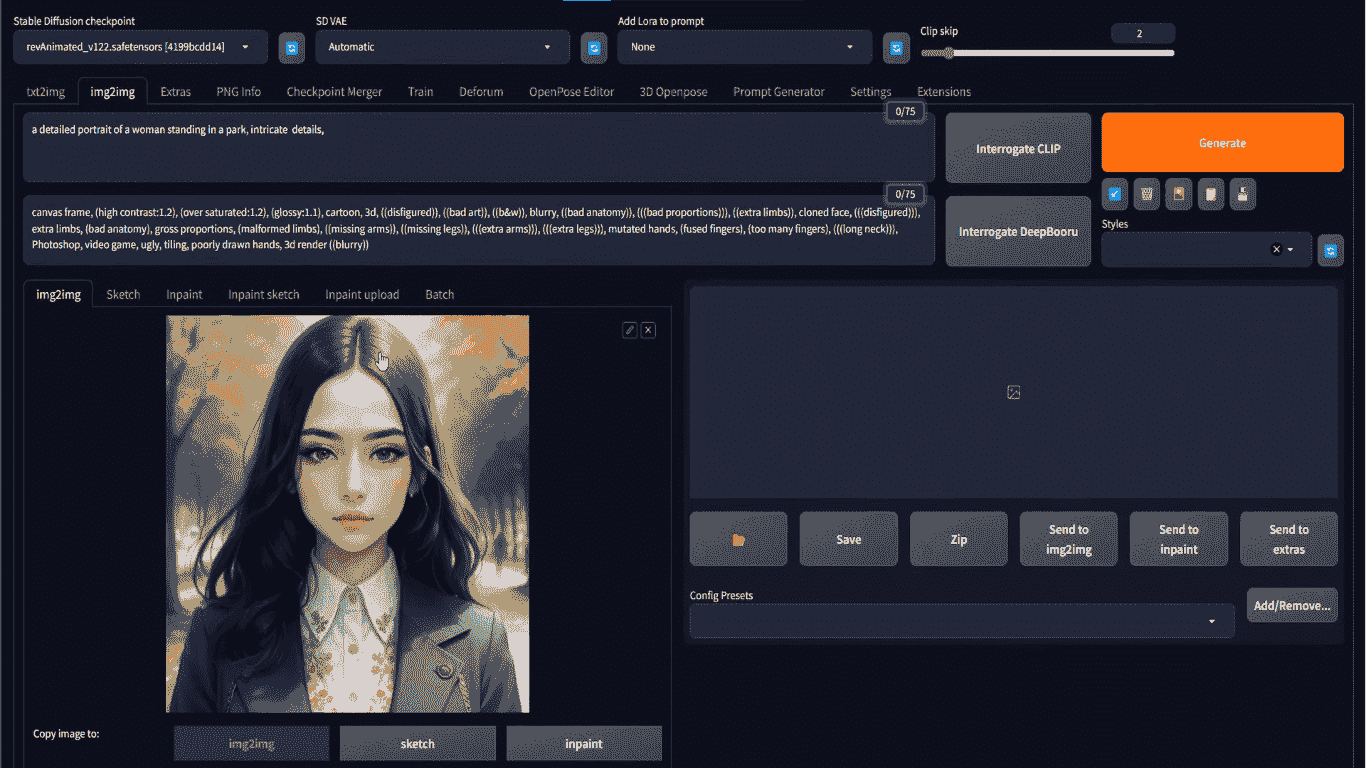 Stable Diffusion checkpoint
SD VAE
Add Lora to prompt
Clip skip
2
revAnimated_v122.safetensors [4199bcdd14]
Automatic
None
txt2img
img2img
Extras
PNG Info
Checkpoint Merger
Train
Deforum
OpenPose Editor
3D Openpose
Prompt Generator
Settings
Extensions
0/75
a detailed portrait of a woman standing in a park, intricate details,
Interrogate CLIP
Generate
0/75
canvas frame, (high contrast:1.2), (over saturated:1.2), (glossy:1.1), cartoon, 3d, ((disfigured)), ((bad art)), ((b&w)), blurry, ((bad anatomy)), (((bad proportions))), ((extra limbs)), cloned face, (((disfigured))),
extra limbs, (bad anatomy), gross proportions, (malformed limbs), ((missing arms)), ((missing legs)), (((extra arms))), (((extra legs))), mutated hands, (fused fingers), (too many fingers), (((long neck))),
Photoshop, video game, ugly, tiling, poorly drawn hands, 3d render ((blurry))
Interrogate DeepBooru
Styles
img2img
Sketch
Inpaint
Inpaint sketch
Inpaint upload
Batch
Save
Zip
Send to
img2img
Send to
inpaint
Send to
extras
Config Presets
Add/Remove...
Copy image to:
img2img
sketch
inpaint